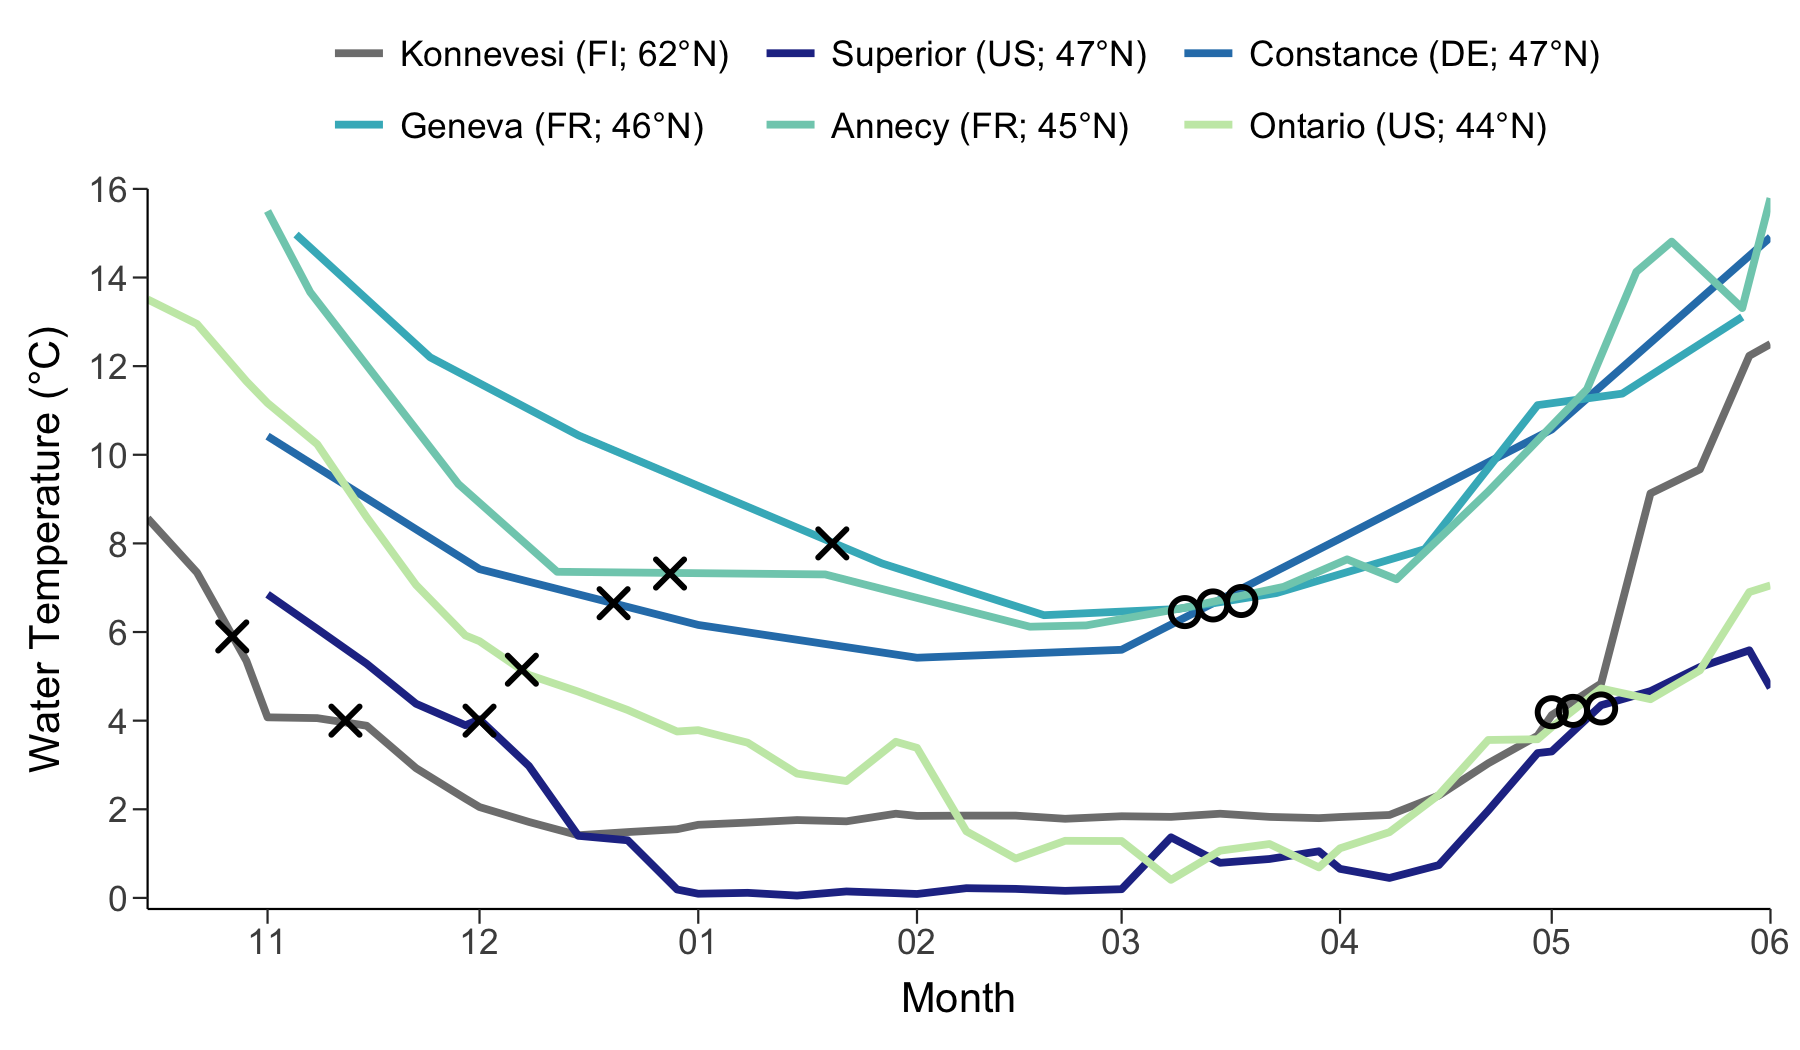 Konnevesi (FI; 62°N) Superior (US; 47°N) Constance (DE; 47°N)
Geneva (FR; 46°N) Annecy (FR; 45°N) Ontario (US; 44°N)
16
14
12
10
8
6
4
2
0
Water Temperature (°C)
11 12 01 02 03 04 05 06
Month